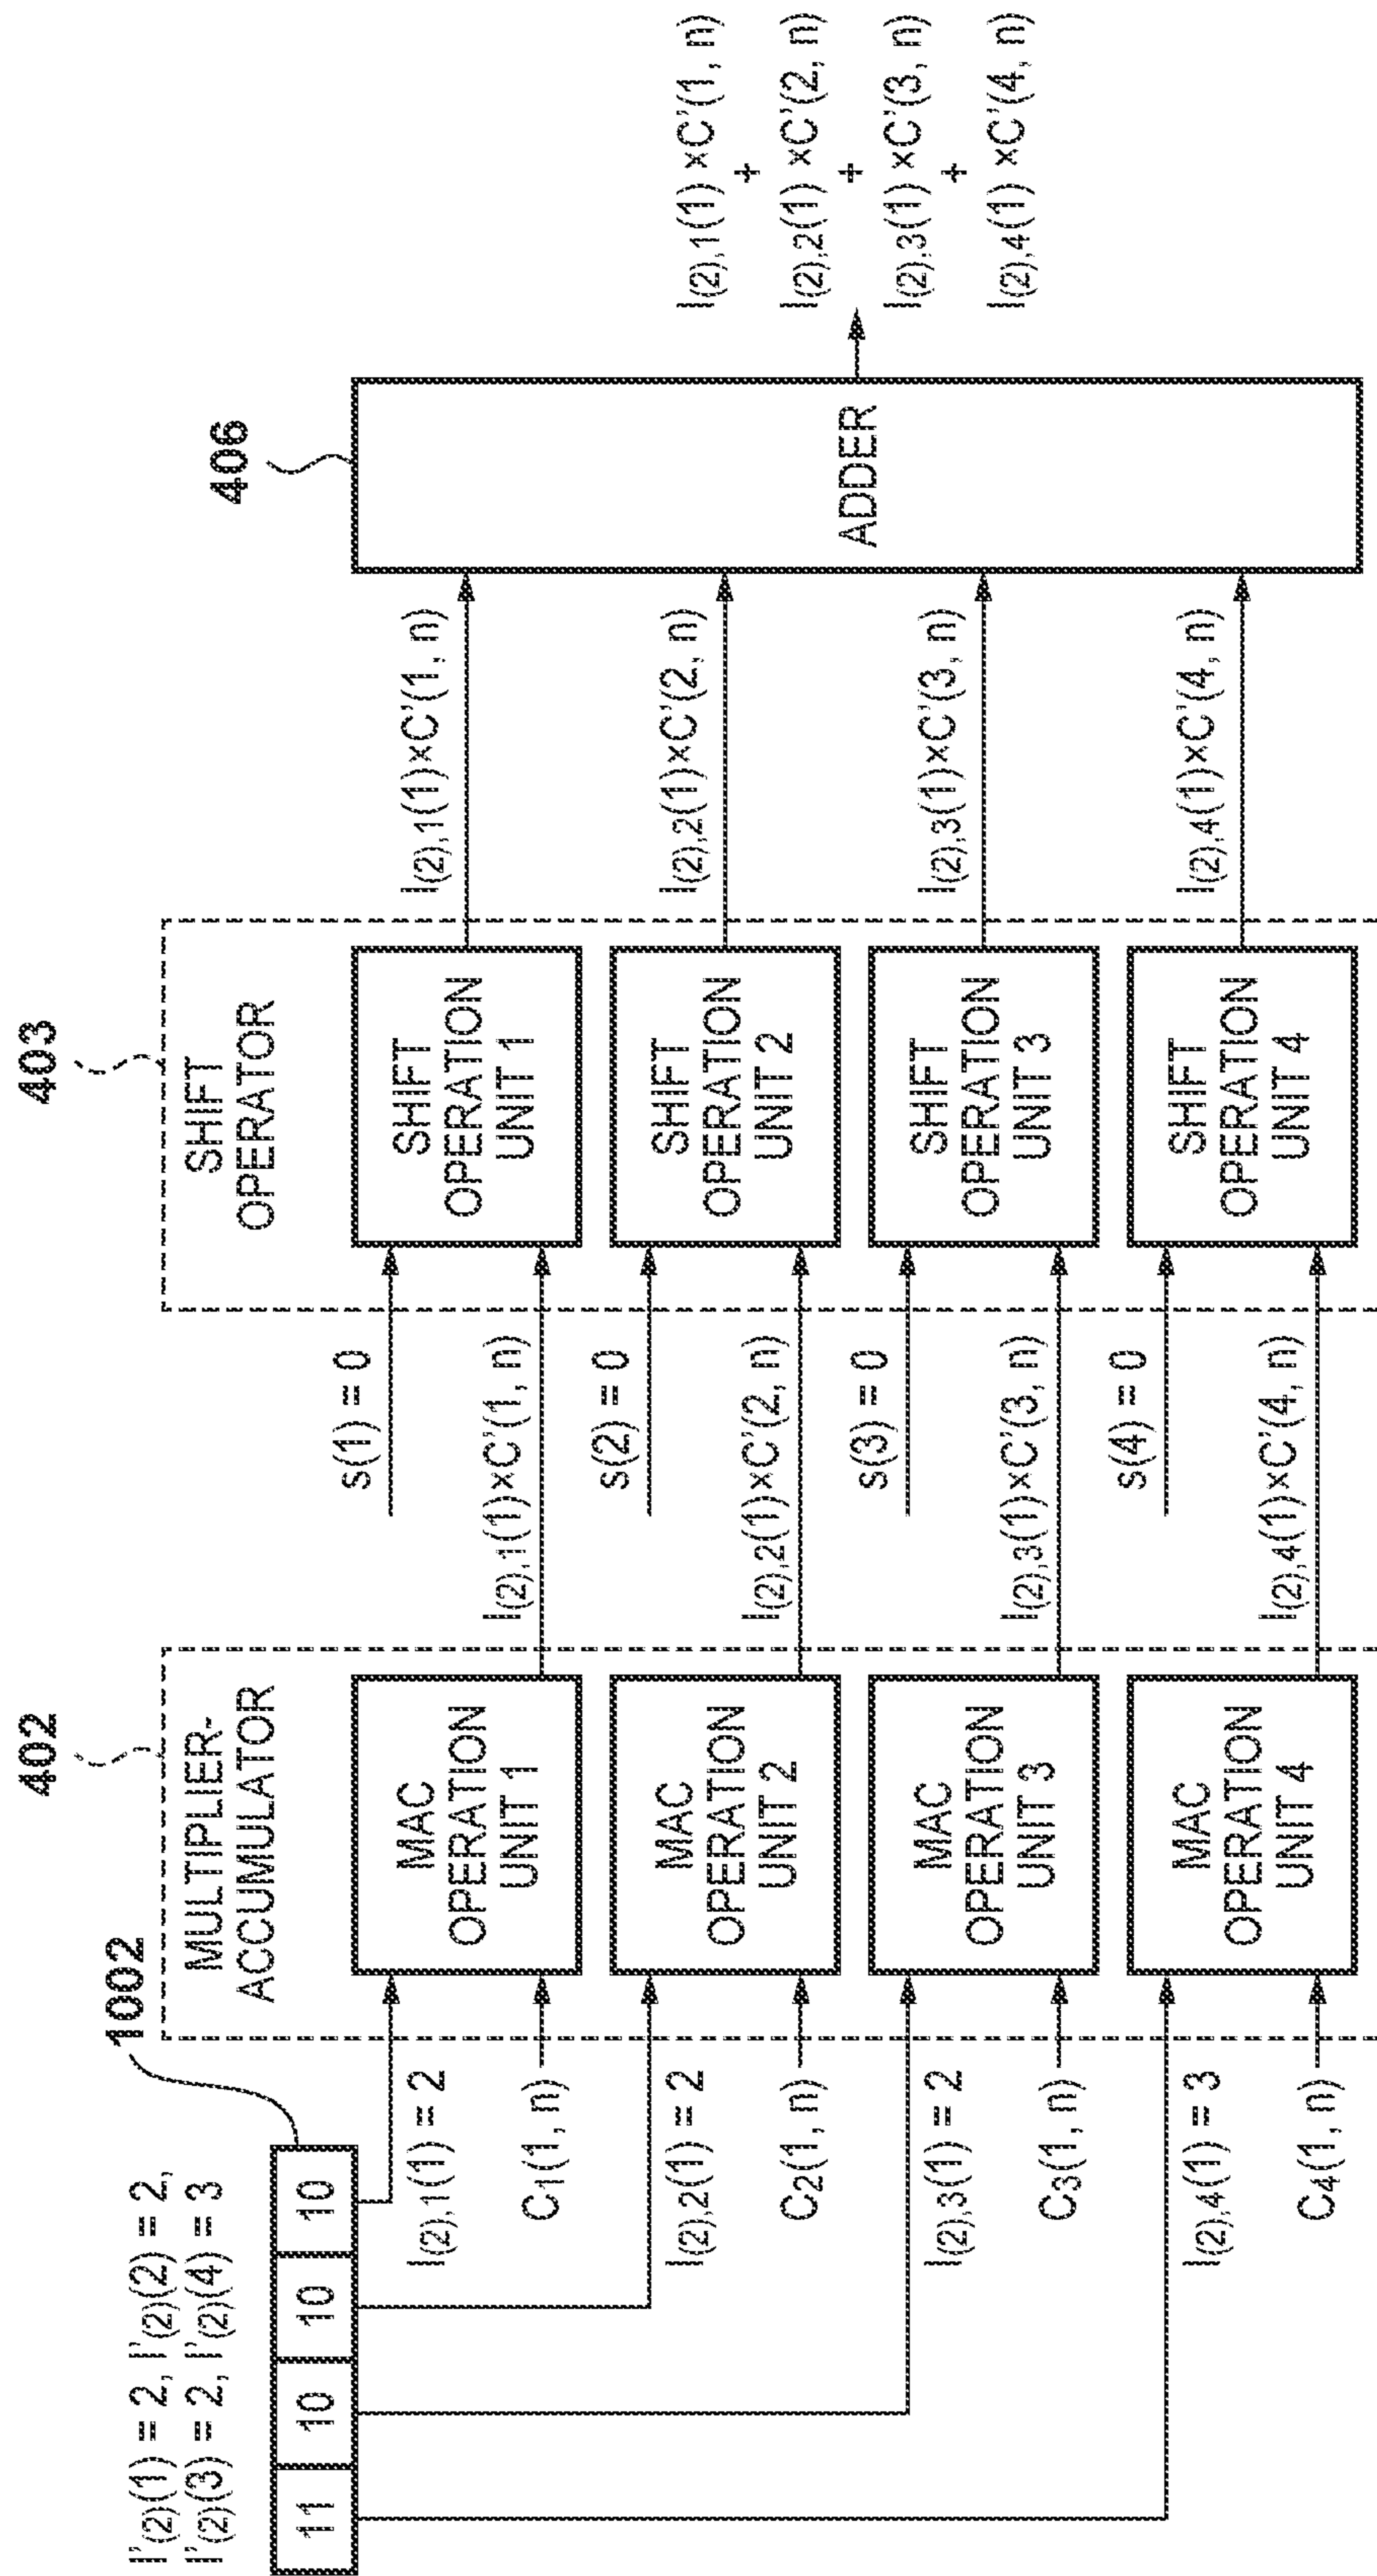 I'(2)(1) = 2, I'(2)(2) = 2,
I'(2)(3) = 2, I'(2)(4) = 3
11 10 10 10
1002
402
MULTIPLIER-
ACCUMULATOR
403
SHIFT
OPERATOR
406
I(2),1(1) = 2
C1(1, n)
MAC
OPERATION
UNIT 1
s(1) = 0
I(2),1(1)×C'(1, n)
SHIFT
OPERATION
UNIT 1
I(2),1(1)×C'(1, n)
I(2),2(1) = 2
C2(1, n)
MAC
OPERATION
UNIT 2
s(2) = 0
I(2),2(1)×C'(2, n)
SHIFT
OPERATION
UNIT 2
I(2),2(1)×C'(2, n)
I(2),3(1) = 2
C3(1, n)
MAC
OPERATION
UNIT 3
s(3) = 0
I(2),3(1)×C'(3, n)
SHIFT
OPERATION
UNIT 3
I(2),3(1)×C'(3, n)
I(2),4(1) = 3
C4(1, n)
MAC
OPERATION
UNIT 4
s(4) = 0
I(2),4(1)×C'(4, n)
SHIFT
OPERATION
UNIT 4
I(2),4(1)×C'(4, n)
ADDER
I(2),1(1) ×C'(1, n)
+
I(2),2(1) ×C'(2, n)
+
I(2),3(1) ×C'(3, n)
+
I(2),4(1) ×C'(4, n)